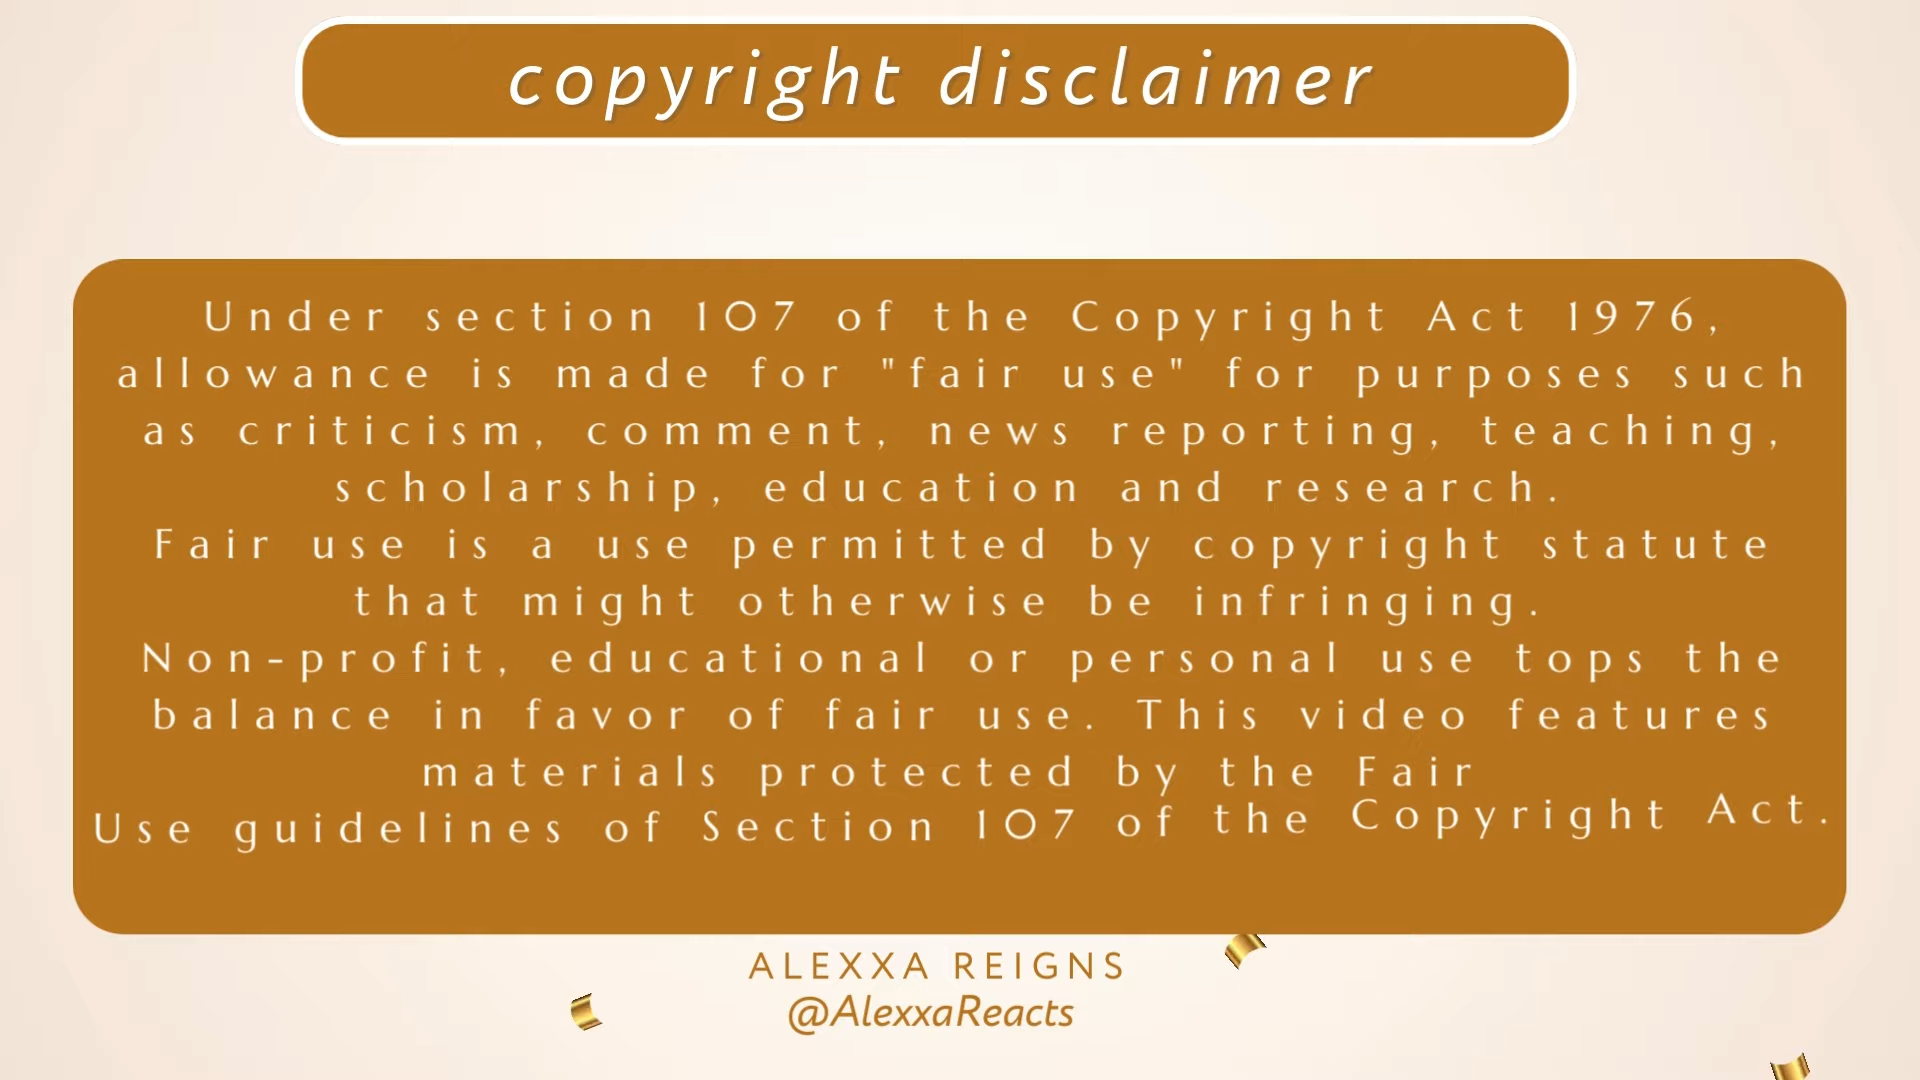 copyright disclaimer
Under section 107 of the Copyright Act 1976,
allowance is made for "fair use" for purposes such
as criticism, comment, news reporting, teaching,
scholarship, education and research.
Fair use is a use permitted by copyright statute
that might otherwise be infringing.
Non-profit, educational or personal use tops the
balance in favor of fair use. This video features
materials protected by the Fair
Use guidelines of Section 107 of the Copyright Act.
ALEXXA REIGNS
@AlexxaReacts